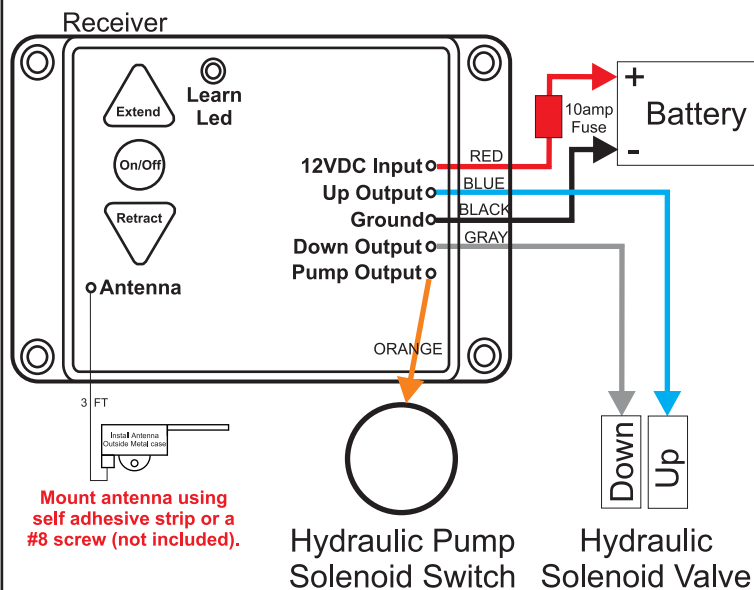 Receiver
Extend
On/Off
Retract
Learn
Led
12VDC Input
Up Output
Ground
Down Output
Pump Output
Antenna
RED
BLUE
BLACK
GRAY
ORANGE
10amp
Fuse
+
-
Battery
3 FT
Install Antenna
Outside Metal case
Mount antenna using
self adhesive strip or a
#8 screw (not included).
Hydraulic Pump
Solenoid Switch
Down
Up
Hydraulic
Solenoid Valve